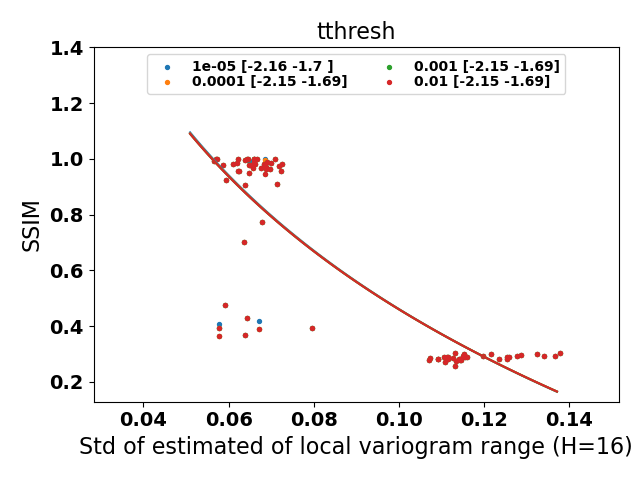 tthresh
1e-05 [-2.16 -1.7 ]
0.0001 [-2.15 -1.69]
0.001 [-2.15 -1.69]
0.01 [-2.15 -1.69]
SSIM
1.4
1.2
1.0
0.8
0.6
0.4
0.2
0.04 0.06 0.08 0.10 0.12 0.14
Std of estimated of local variogram range (H=16)